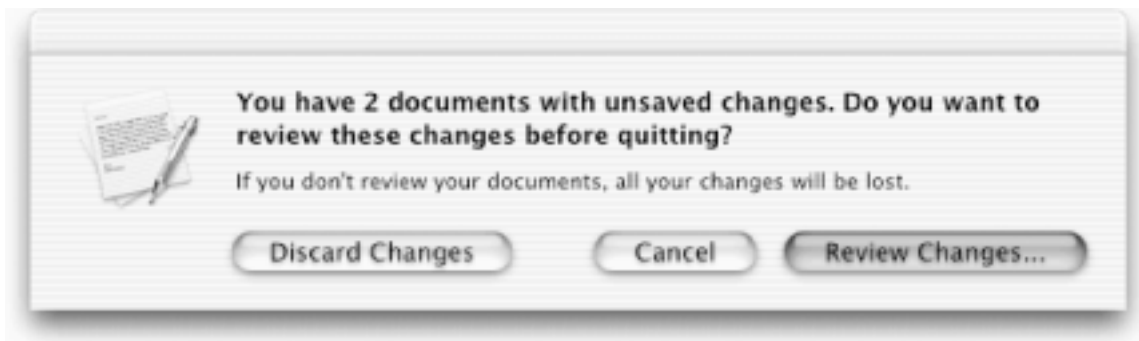 You have 2 documents with unsaved changes. Do you want to
review these changes before quitting?
If you don't review your documents, all your changes will be lost.
Discard Changes
Cancel
Review Changes...